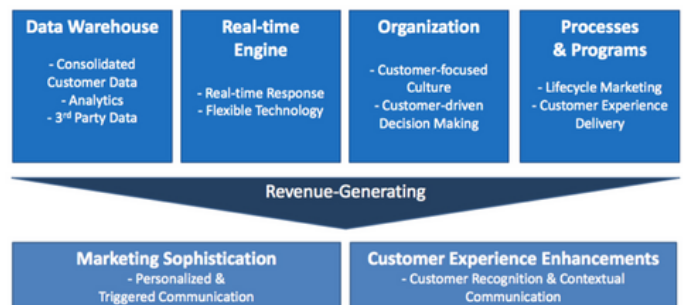 Data Warehouse
- Consolidated
Customer Data
- Analytics
- 3rd Party Data
Real-time
Engine
- Real-time Response
- Flexible Technology
Organization
- Customer-focused
Culture
- Customer-driven
Decision Making
Processes
& Programs
- Lifecycle Marketing
- Customer Experience
Delivery
Revenue-Generating
Marketing Sophistication
- Personalized &
Triggered Communication
Customer Experience Enhancements
- Customer Recognition & Contextual
Communication